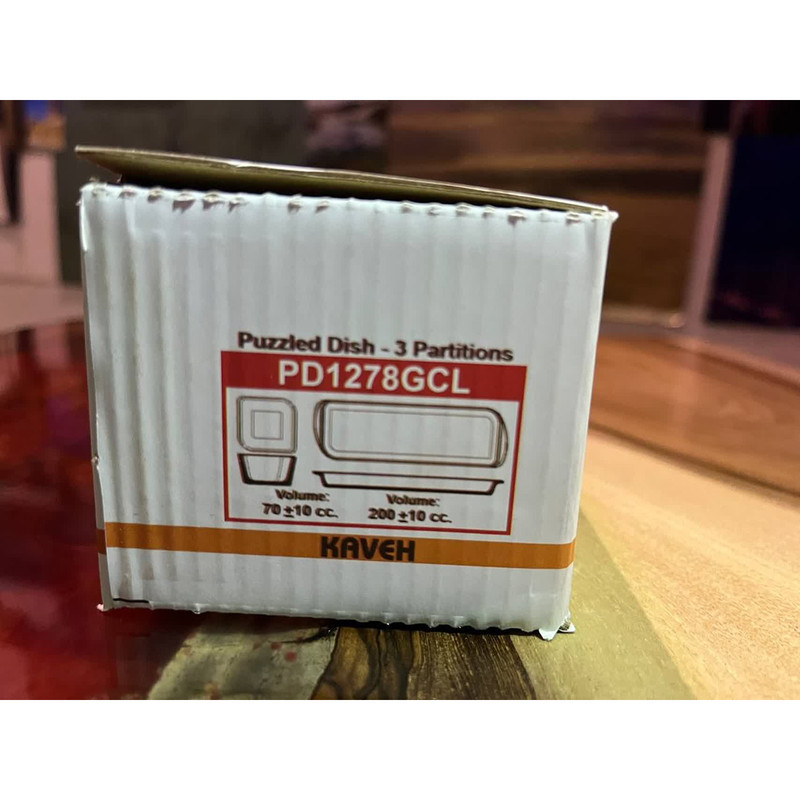 Puzzled Dish - 3 Partitions
PD1278GCL
Volume:
70 ±10 cc.
Volume:
200 ±10 cc.
KAVEH